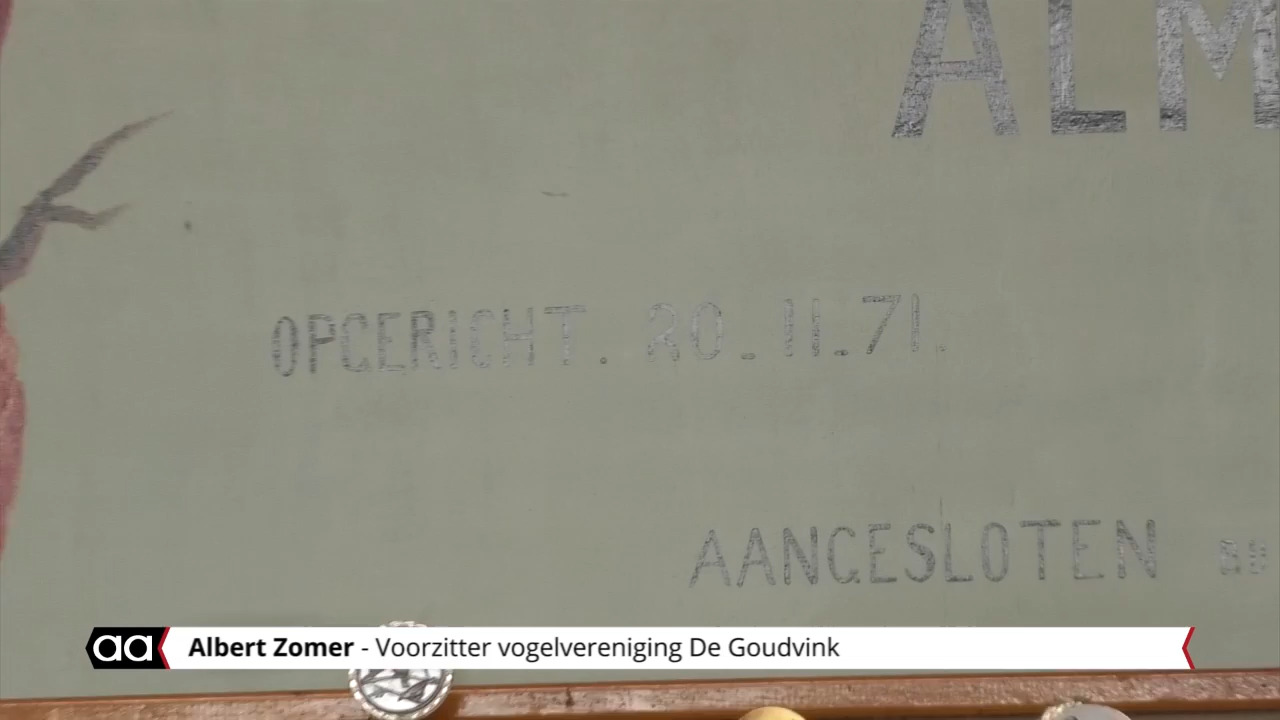 ALM
OPGERICHT. 20-11-71.
AANGESLOTEN
aa
Albert Zomer - Voorzitter vogelvereniging De Goudvink